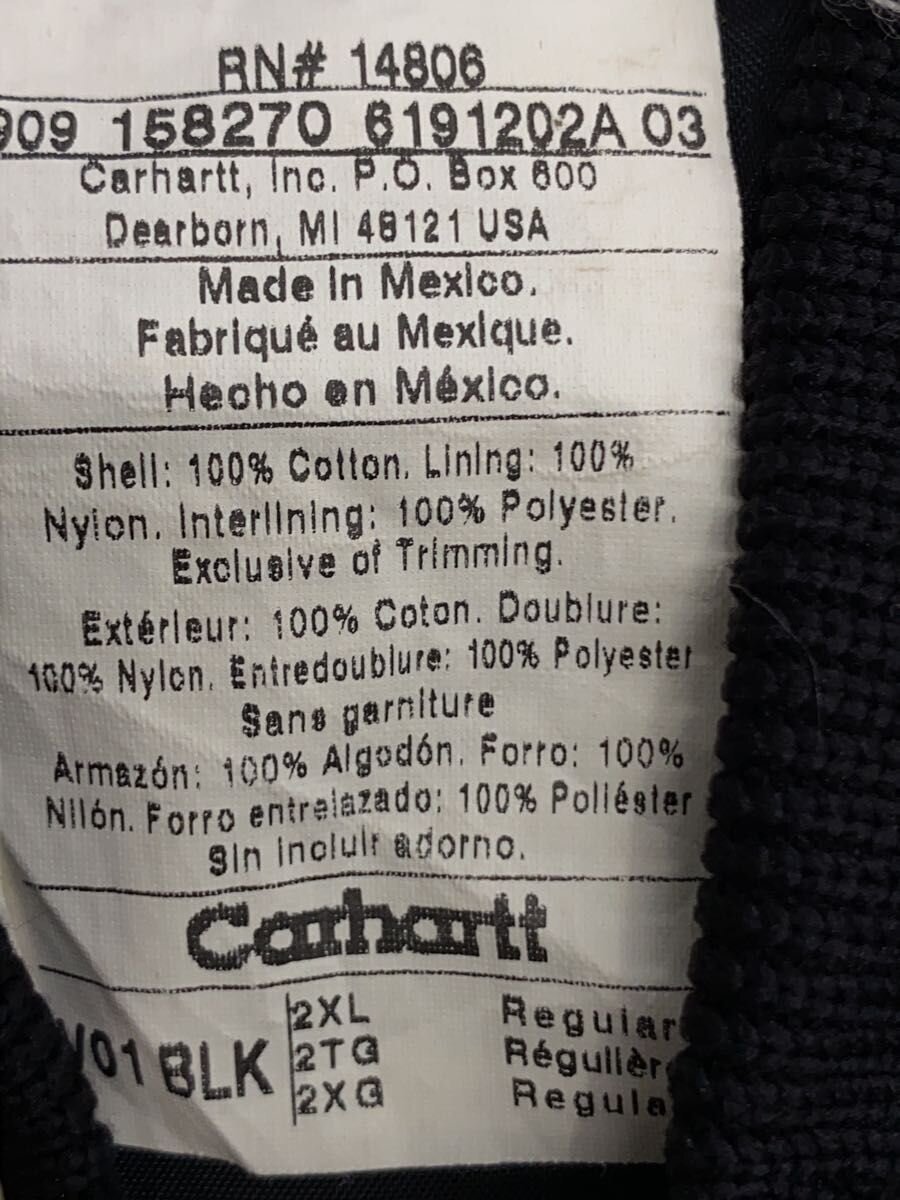 RN# 14806
909 158270 6191202A 03
Carhartt, Inc. P.O. Box 600
Dearborn, MI 48121 USA
Made in Mexico.
Fabriqué au Mexique.
Hecho en México.
Shell: 100% Cotton. Lining: 100%
Nylon. Interlining: 100% Polyester.
Exclusive of Trimming.
Extérieur: 100% Coton. Doublure:
100% Nylon. Entredoublure: 100% Polyester
Sans garniture
Armazón: 100% Algodón. Forro: 100%
Nilón. Forro entrelazado: 100% Poliéster
Sin incluir adorno.
Carhartt
01 BLK
2XL Regular
2TG Régulièr
2XG Regula